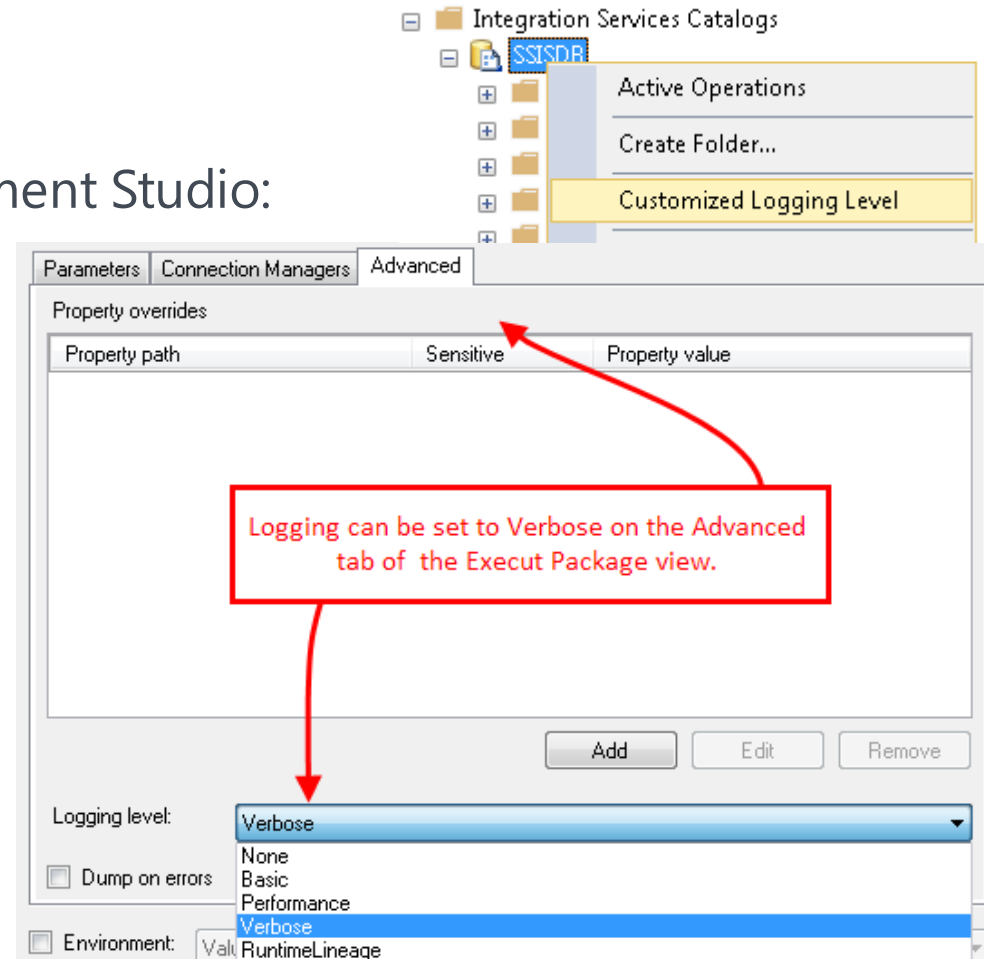 Integration Services Catalogs
SSISDB
Active Operations
Create Folder...
Customized Logging Level
ment Studio:
Parameters Connection Managers Advanced
Property overrides
Property path Sensitive Property value
Logging can be set to Verbose on the Advanced
tab of the Execut Package view.
Add Edit Remove
Logging level: Verbose
None
Dump on errors Basic
Performance
Verbose
Environment: Valu RuntimeLineage